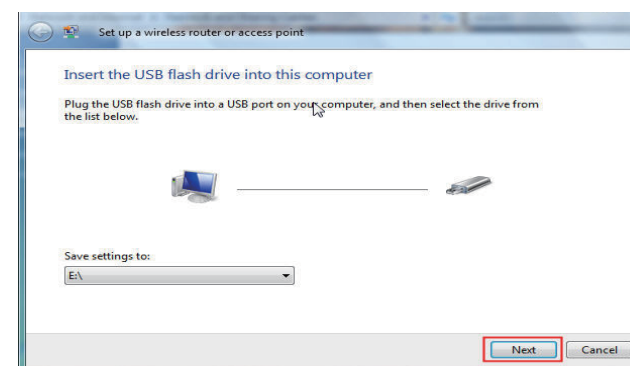 Set up a wireless router or access point
Insert the USB flash drive into this computer
Plug the USB flash drive into a USB port on your computer, and then select the drive from
the list below.
Save settings to:
E:\
Next Cancel